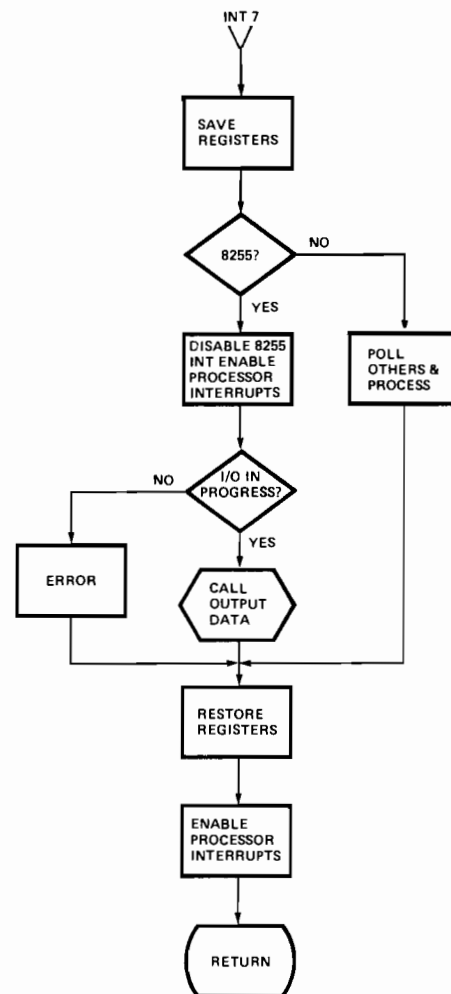 INT 7
SAVE
REGISTERS
8255?
NO
YES
DISABLE 8255
INT ENABLE
PROCESSOR
INTERRUPTS
POLL
OTHERS &
PROCESS
I/O IN
PROGRESS?
NO
YES
ERROR
CALL
OUTPUT
DATA
RESTORE
REGISTERS
ENABLE
PROCESSOR
INTERRUPTS
RETURN